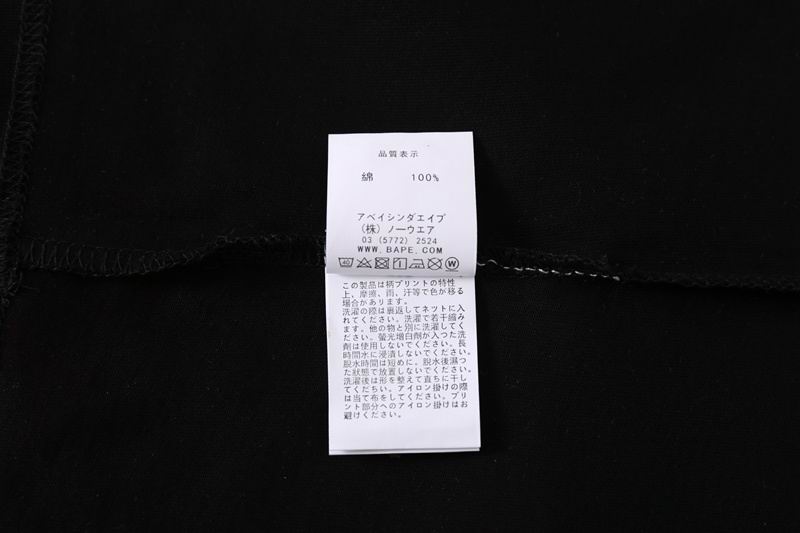 品質表示
綿 100%
アベイシンダエイプ
(株) ノーウエア
03 (5772) 2524
WWW. BAPE. COM
40
この製品は柄プリントの特性
上、摩擦、雨、汗等で色が移る
場合があります。
洗濯の際は裏返してネットに入
れてください。洗濯で若干縮み
ます。他の物と別に洗濯してく
ださい。蛍光増白剤が入った洗
剤は使用しないでください。長
時間水に浸漬しないでください。
脱水時間は短めに、脱水後湿っ
た状態で放置しないでください。
洗濯後は形を整えて直ちに干し
てください。アイロン掛けの際
は当て布をしてください。プリ
ント部分へのアイロン掛けはお
避けください。